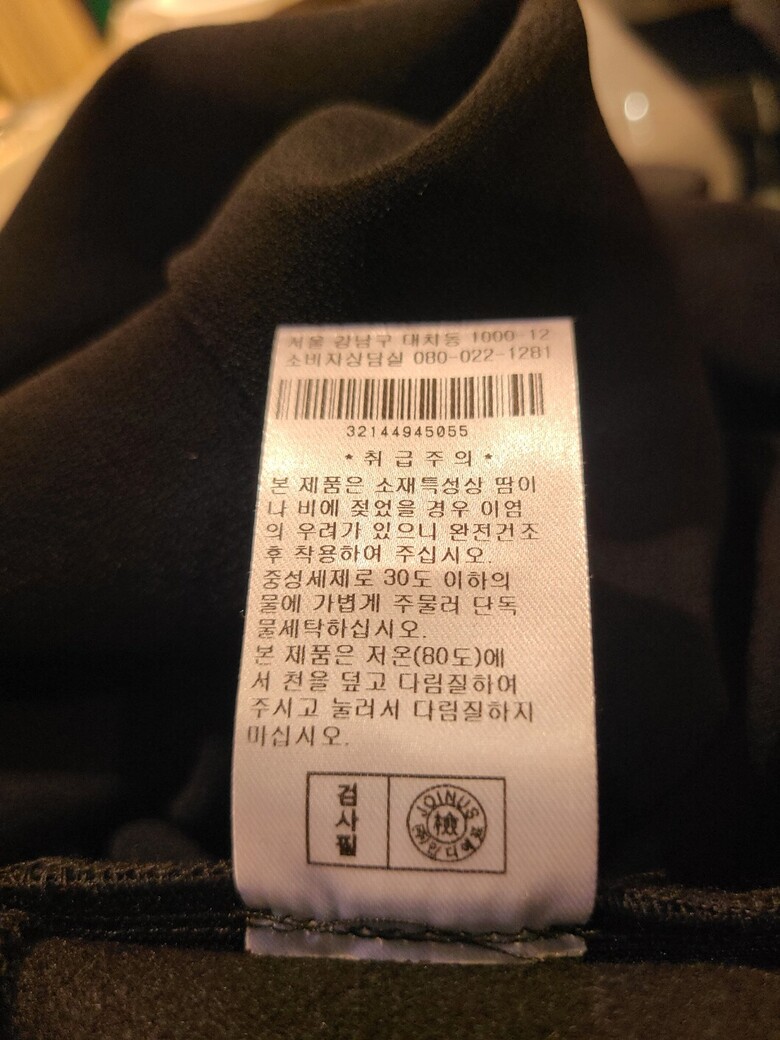 서울 강남구 대치동 1000-12
소비자상담실 080-022-1281
32144945055
* 취 급 주 의 *
본 제품은 소재특성상 땀이
나 비에 젖었을 경우 이염
의 우려가 있으니 완전건조
후 착용하여 주십시오.
중성세제로 30도 이하의
물에 가볍게 주물러 단독
물세탁하십시오.
본 제품은 저온(80도)에
서 천을 덮고 다림질하여
주시고 눌러서 다림질하지
미십시오.
검사필
JOINUS
檢